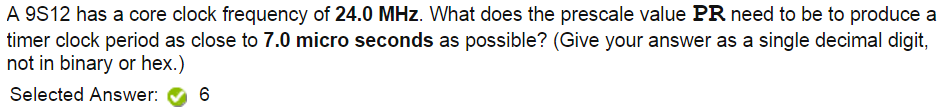 A 9S12 has a core clock frequency of 24.0 MHz. What does the prescale value PR need to be to produce a
timer clock period as close to 7.0 micro seconds as possible? (Give your answer as a single decimal digit,
not in binary or hex.)
Selected Answer: 6